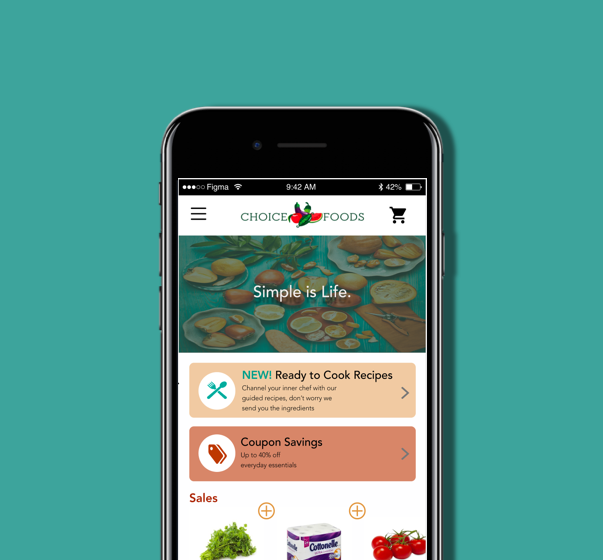 Figma 9:42 AM 42%
CHOICE FOODS
Simple is Life.
NEW! Ready to Cook Recipes
Channel your inner chef with our
guided recipes, don't worry we
send you the ingredients
Coupon Savings
Up to 40% off
everyday essentials
Sales
Cottonelle